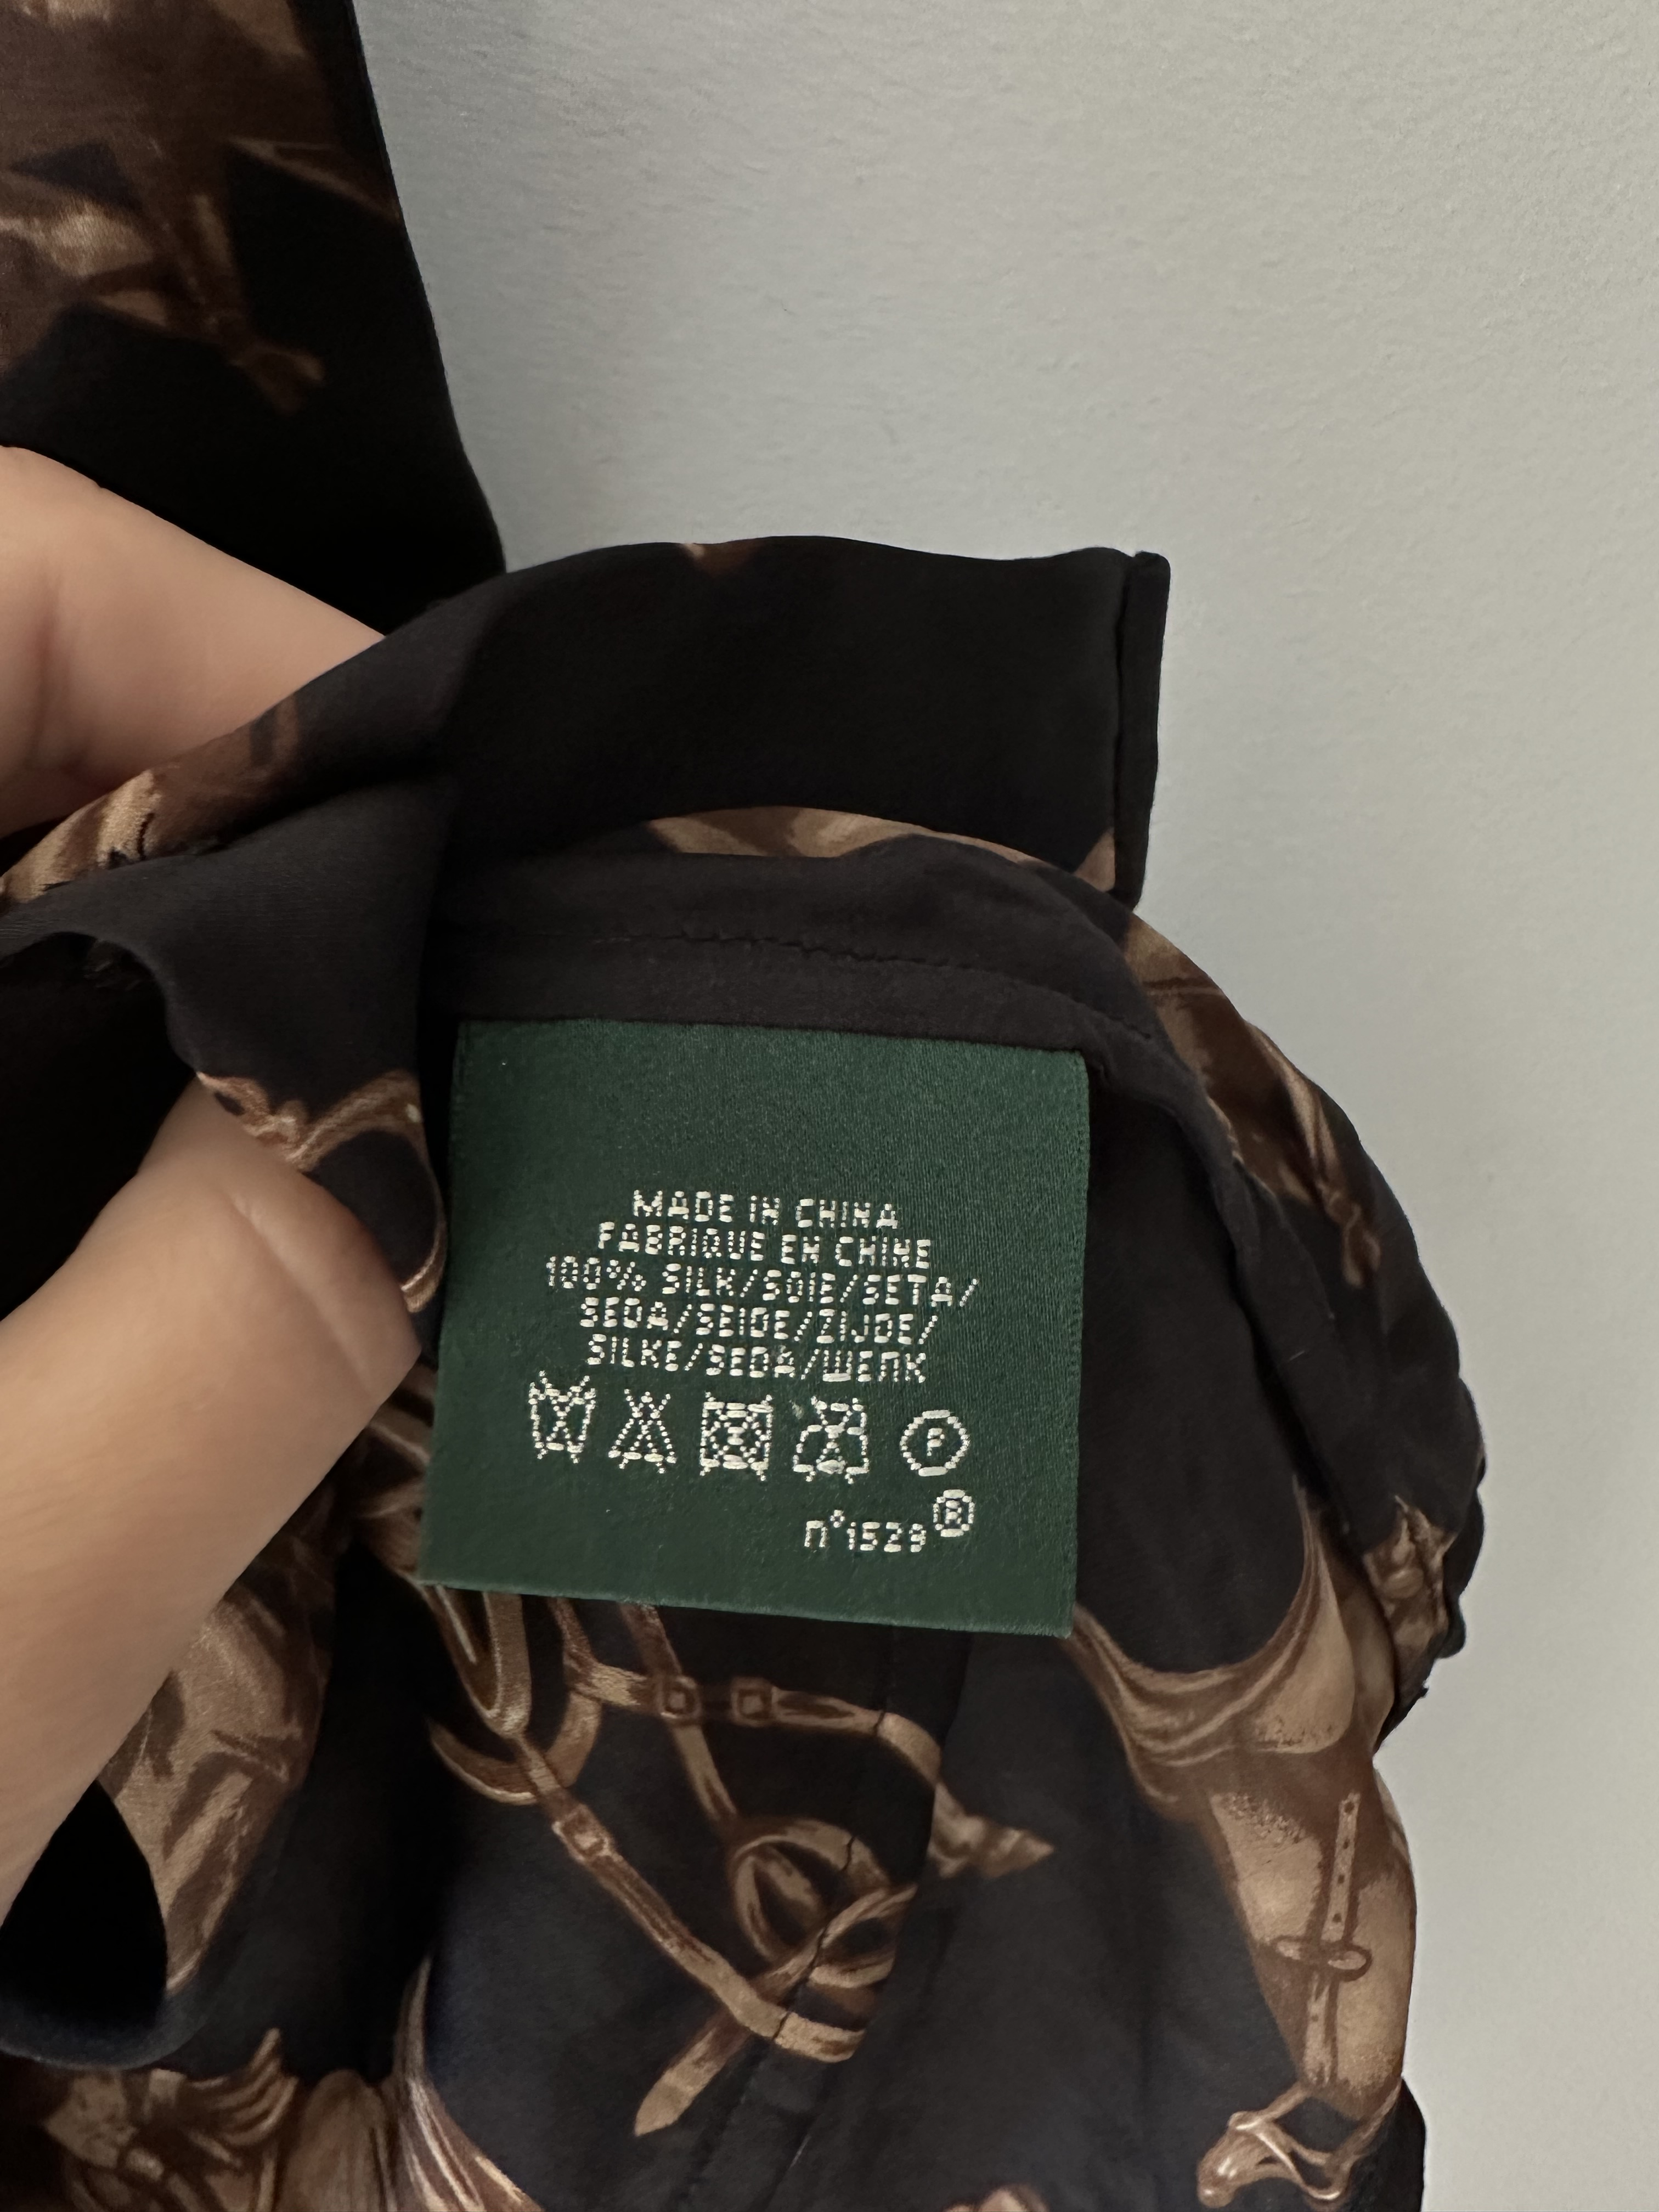 MADE IN CHINA
FABRIQUE EN CHINE
100% SILK/SOIE/SETA/
SEDA/SEIDE/ZIJDE/
SILKE/SEDA/ШЕЛК
P
n°1529®